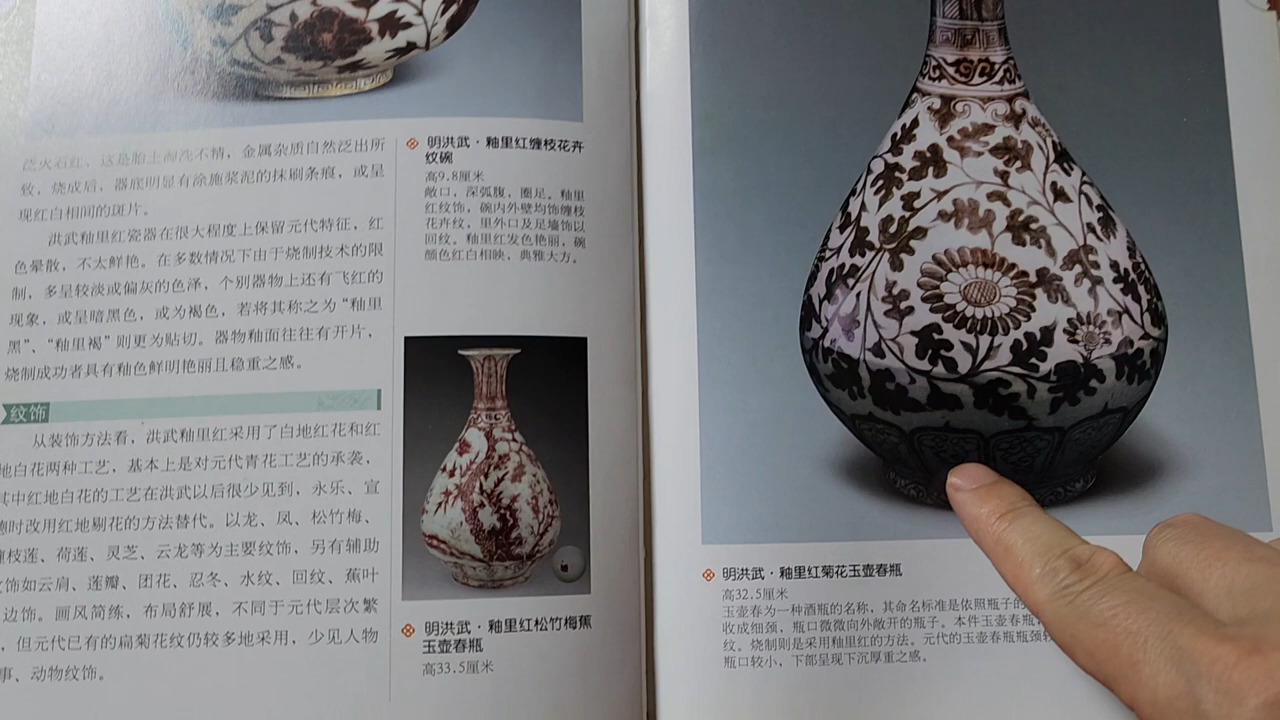 泛火石红、这是胎土淘洗不精，金属杂质自然泛出所
致，烧成后，器底明显有涂施浆泥的抹刷条痕，或呈
现红白相间的斑片。
洪武釉里红瓷器在很大程度上保留元代特征，红
色晕散，不太鲜艳。在多数情况下由于烧制技术的限
制，多呈较淡或偏灰的色泽，个别器物上还有飞红的
现象，或呈暗黑色，或为褐色，若将其称之为“釉里
黑”、“釉里褐”则更为贴切。器物釉面往往有开片，
烧制成功者具有釉色鲜明艳丽且稳重之感。
纹饰
从装饰方法看，洪武釉里红采用了白地红花和红
地白花两种工艺，基本上是对元代青花工艺的承袭，
其中红地白花的工艺在洪武以后很少见到，永乐、宣
德时改用红地剔花的方法替代。以龙、凤、松竹梅、
缠枝莲、荷莲、灵芝、云龙等为主要纹饰，另有辅助
纹饰如云肩、莲瓣、团花、忍冬、水纹、回纹、蕉叶
边饰。画风简练，布局舒展，不同于元代层次繁
，但元代已有的扁菊花纹仍较多地采用，少见人物
事、动物纹饰。
明洪武·釉里红缠枝花卉
纹碗
高9.8厘米
敞口，深弧腹，圈足。釉里
红纹饰，碗内外壁均饰缠枝
花卉纹，里外口及足墙饰以
回纹。釉里红发色艳丽，碗
颜色红白相映，典雅大方。
明洪武·釉里红松竹梅蕉
玉壶春瓶
高33.5厘米
明洪武·釉里红菊花玉壶春瓶
高32.5厘米
玉壶春为一种酒瓶的名称，其命名标准是依照瓶子的
收成细颈，瓶口微微向外敞开的瓶子。本件玉壶春瓶
纹。烧制则是采用釉里红的方法。元代的玉壶春瓶瓶颈
瓶口较小，下部呈现下沉厚重之感。